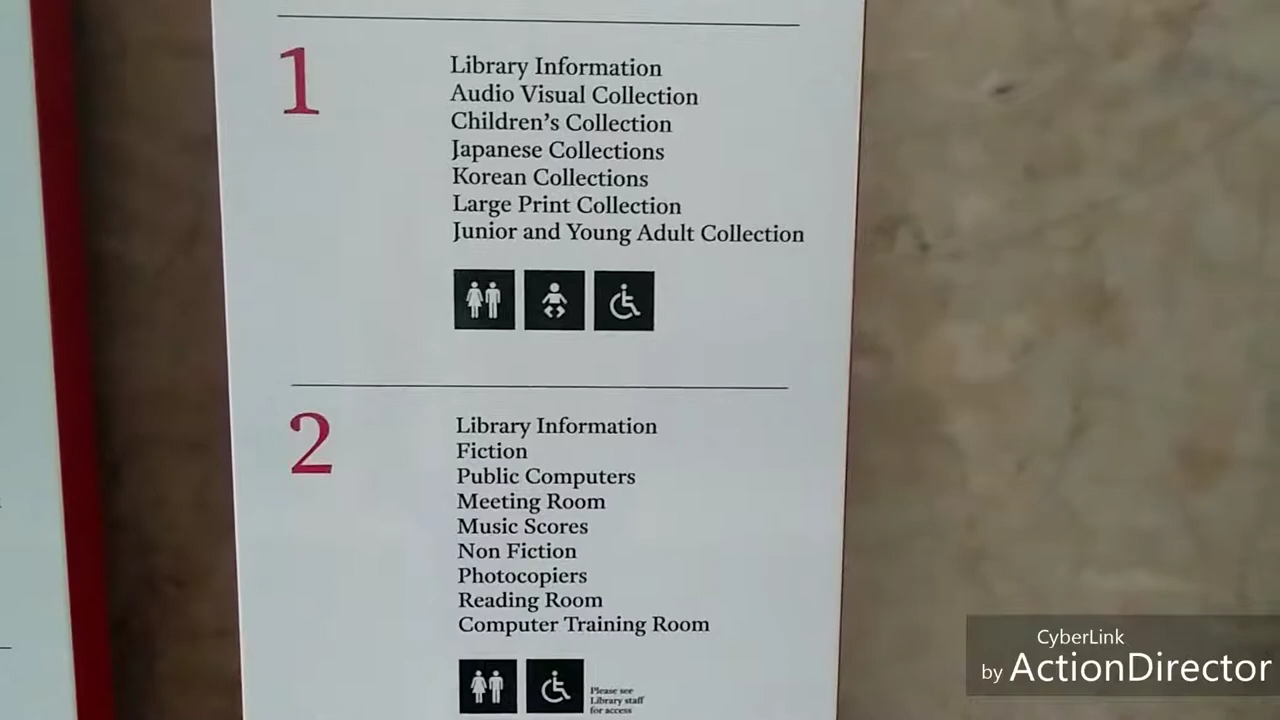 1
Library Information
Audio Visual Collection
Children's Collection
Japanese Collections
Korean Collections
Large Print Collection
Junior and Young Adult Collection
2
Library Information
Fiction
Public Computers
Meeting Room
Music Scores
Non Fiction
Photocopiers
Reading Room
Computer Training Room
Please see
Library staff
for access
CyberLink
by ActionDirector